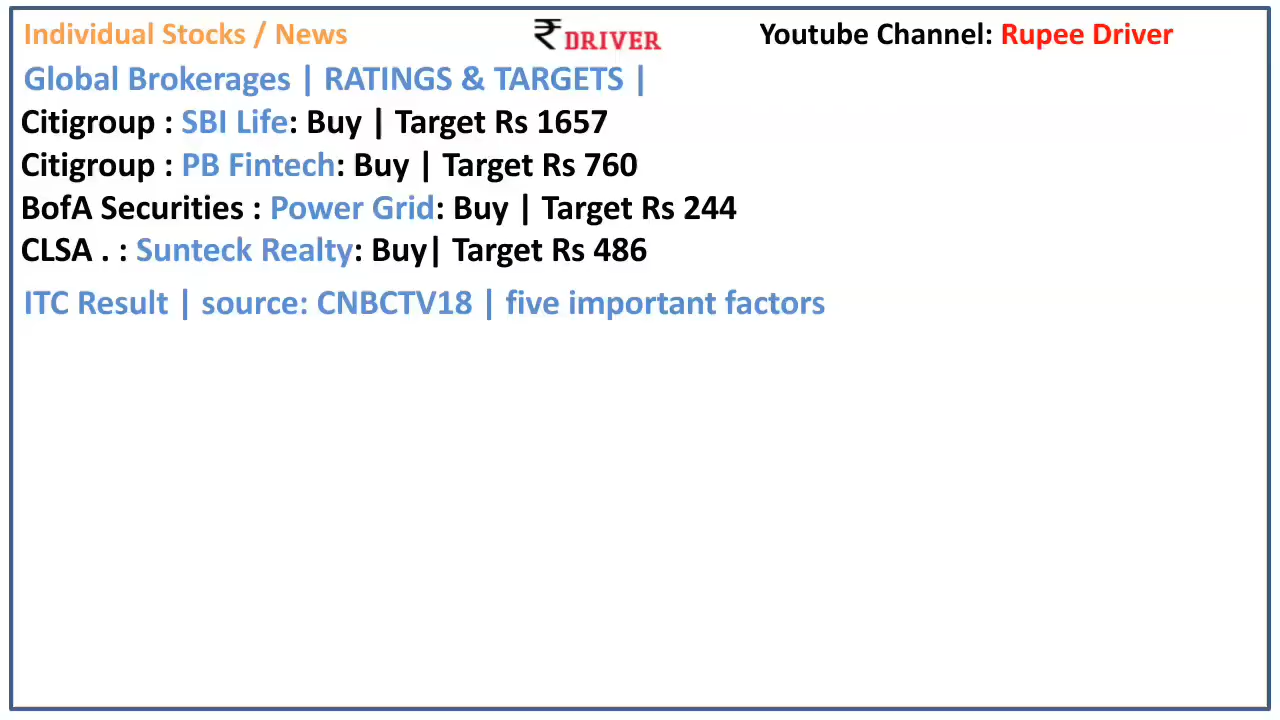 Individual Stocks / News
₹ DRIVER
Youtube Channel: Rupee Driver
Global Brokerages | RATINGS & TARGETS |
Citigroup : SBI Life: Buy | Target Rs 1657
Citigroup : PB Fintech: Buy | Target Rs 760
BofA Securities : Power Grid: Buy | Target Rs 244
CLSA . : Sunteck Realty: Buy| Target Rs 486
ITC Result | source: CNBCTV18 | five important factors